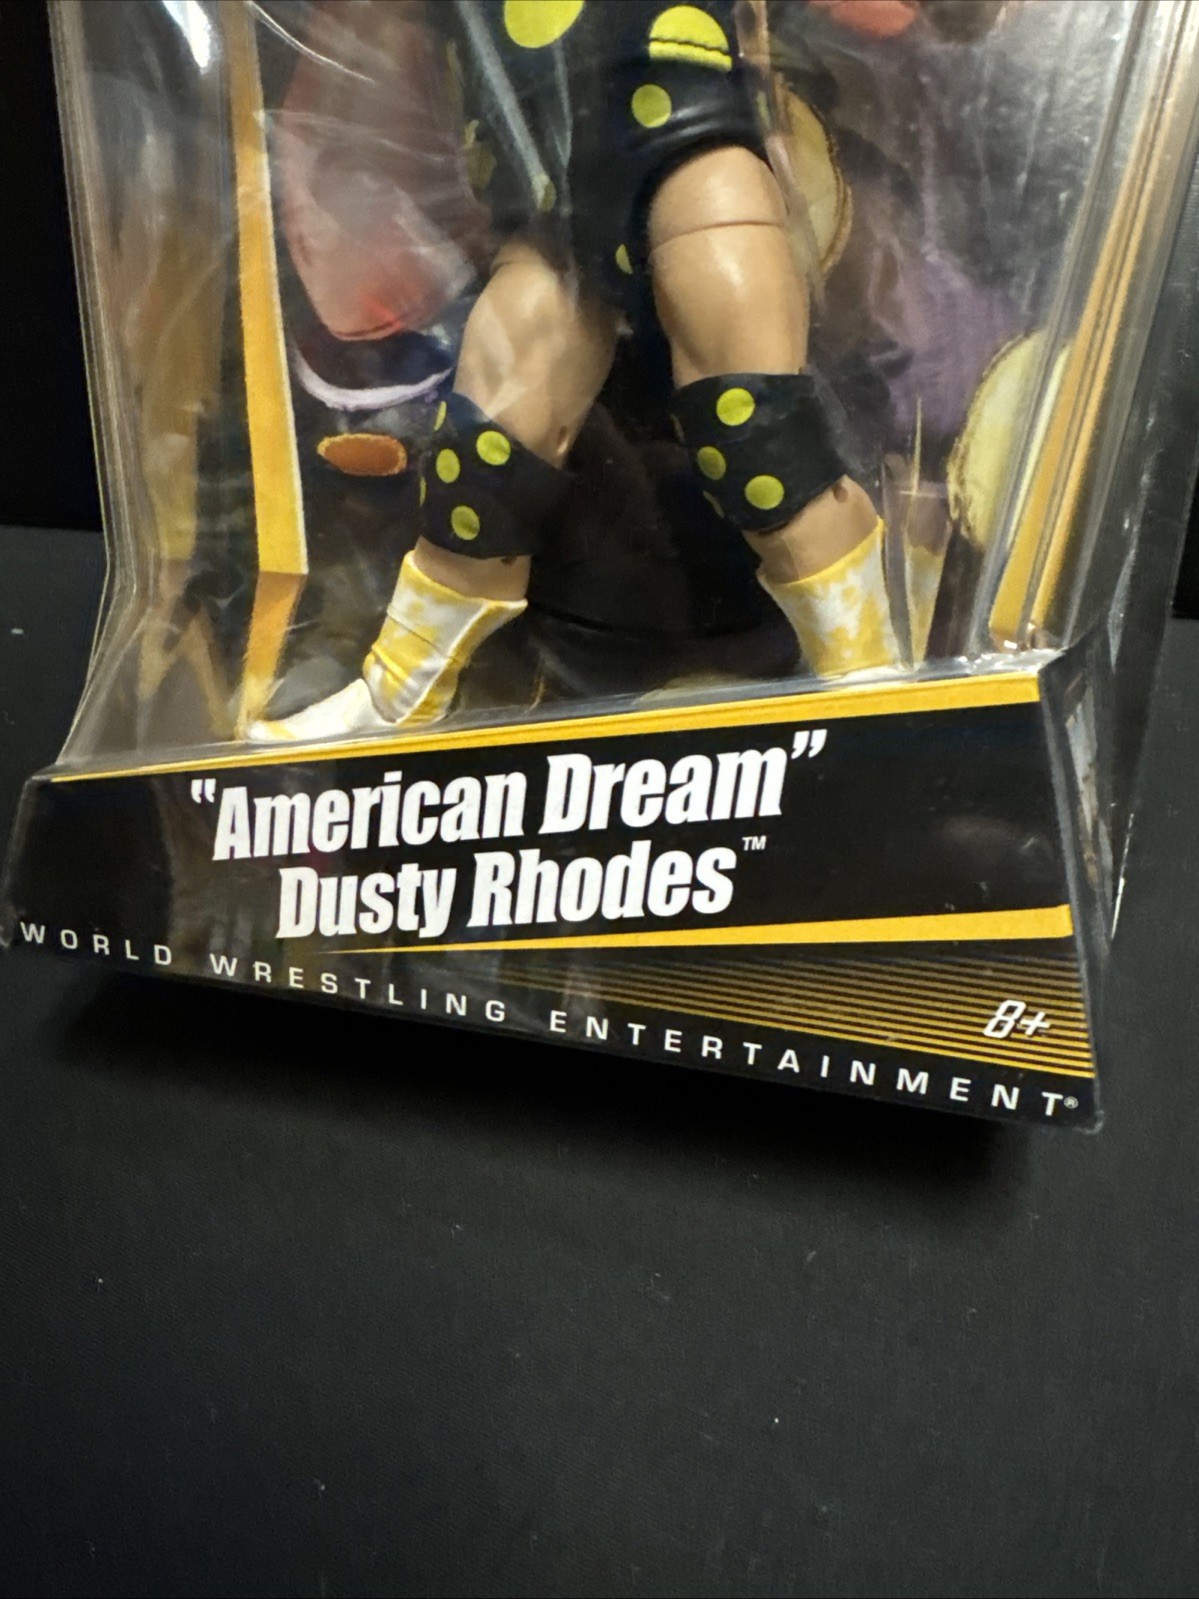 “American Dream”
Dusty Rhodes™
WORLD WRESTLING ENTERTAINMENT®
8+